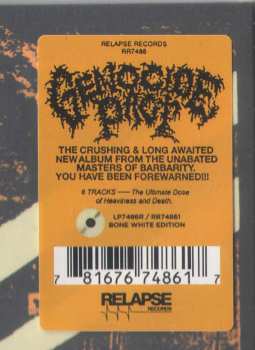 RELAPSE RECORDS
RR7486
GENOCIDE
PACT
THE CRUSHING & LONG AWAITED
NEW ALBUM FROM THE UNABATED
MASTERS OF BARBARITY.
YOU HAVE BEEN FOREWARNED!!!
6 TRACKS —— The Ultimate Dose
of Heaviness and Death.
LP7486R / RR74861
BONE WHITE EDITION
7 81676 74861 7
RELAPSE
RECORDS